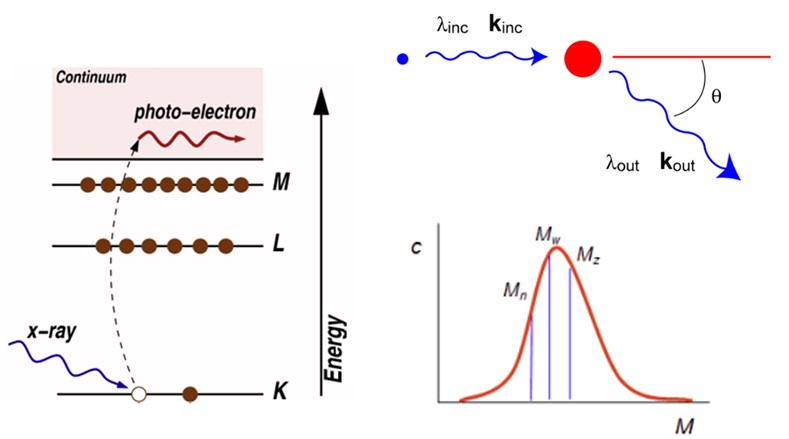 Continuum
photo-electron
M
L
x-ray
K
Energy
λinc kinc
θ
λout kout
c
Mw
Mz
Mn
M